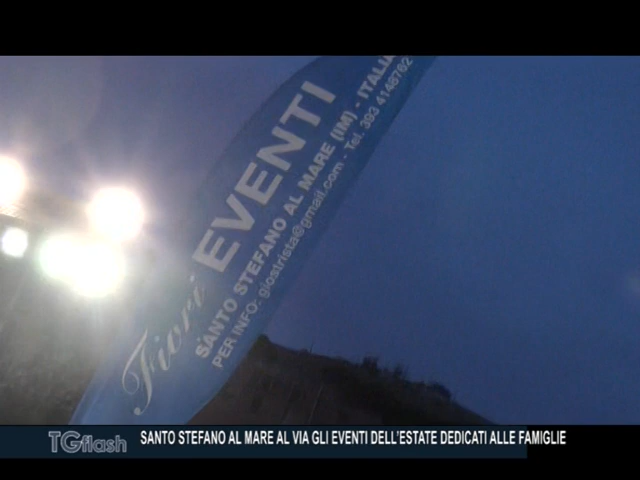 Fiori EVENTI
SANTO STEFANO AL MARE (IM) - ITALIA
PER INFO: giostrista@gmail.com - Tel. 393 4148762
TGflash
SANTO STEFANO AL MARE AL VIA GLI EVENTI DELL'ESTATE DEDICATI ALLE FAMIGLIE